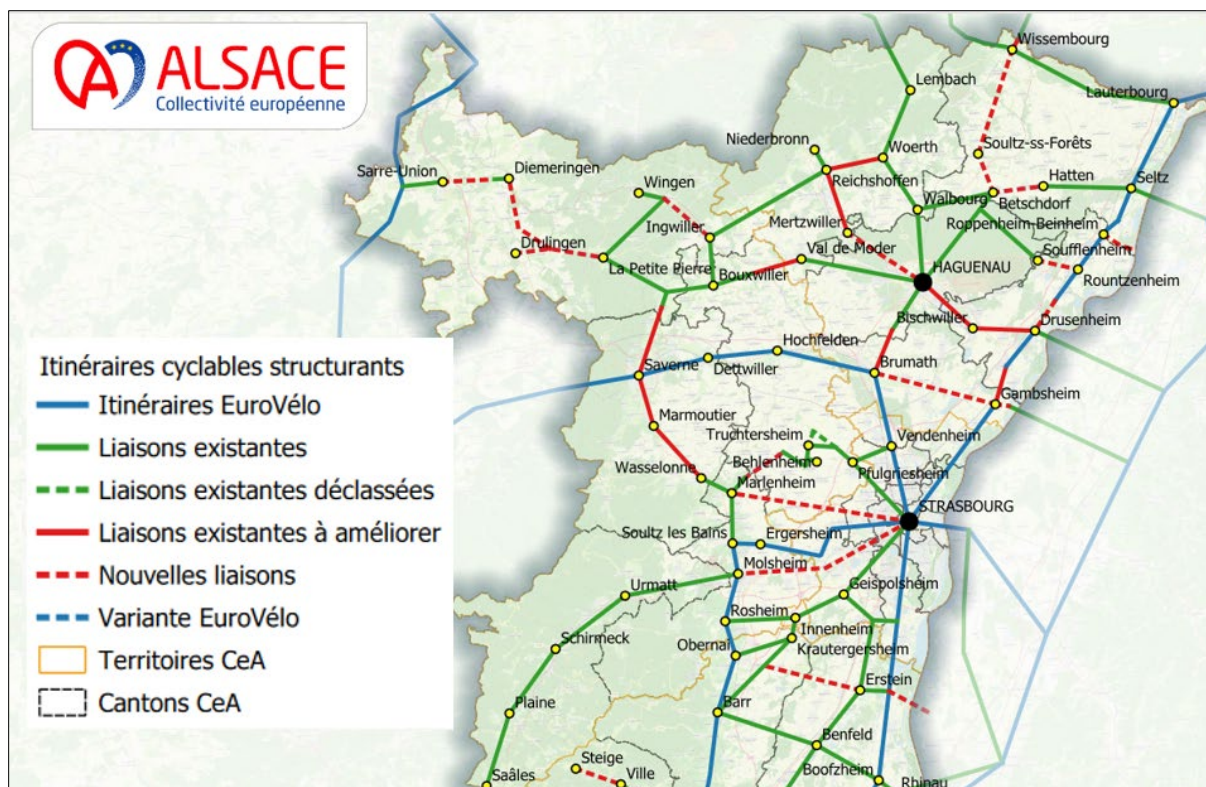 ALSACE
Collectivité européenne
Itinéraires cyclables structurants
Itinéraires EuroVélo
Liaisons existantes
Liaisons existantes déclassées
Liaisons existantes à améliorer
Nouvelles liaisons
Variante EuroVélo
Territoires CeA
Cantons CeA
Wissembourg
Lembach
Lauterbourg
Niederbronn
Woerth
Soultz-ss-Forêts
Sarre-Union
Diemeringen
Wingen
Reichshoffen
Hatten
Seltz
Walbourg
Betschdorf
Ingwiller
Mertzwiller
Roppenheim-Beinheim
Drulingen
Val de Moder
Soufflenheim
La Petite Pierre
Bouxwiller
HAGUENAU
Rountzenheim
Bischwiller
Drusenheim
Hochfelden
Saverne
Dettwiller
Brumath
Gambsheim
Marmoutier
Truchtersheim
Vendenheim
Wasselonne
Behlenheim
Pfulgriesheim
Marlenheim
STRASBOURG
Soultz les Bains
Ergersheim
Molsheim
Urmatt
Geispolsheim
Rosheim
Innenheim
Schirmeck
Obernai
Krautergersheim
Erstein
Plaine
Barr
Benfeld
Steige
Boofzheim
Saâles
Ville
Rhinau